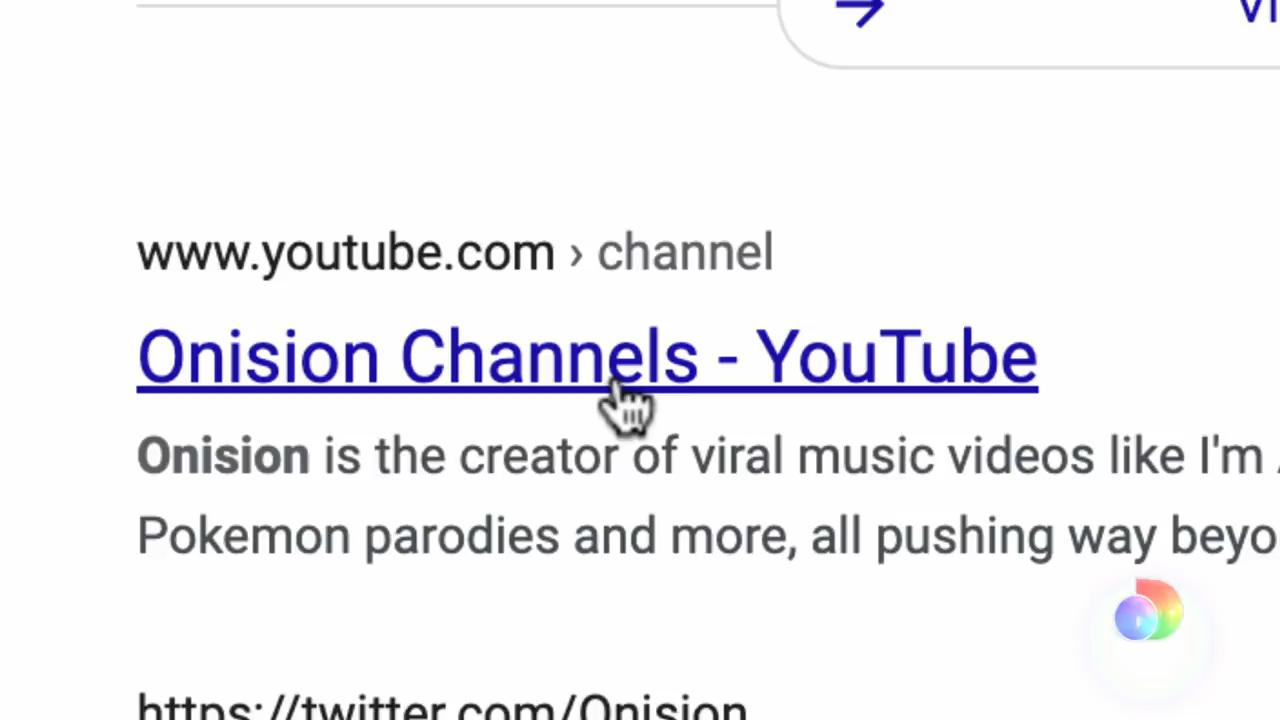 www.youtube.com › channel
Onision Channels - YouTube
Onision is the creator of viral music videos like I'm
Pokemon parodies and more, all pushing way
https://twitter.com/Onision